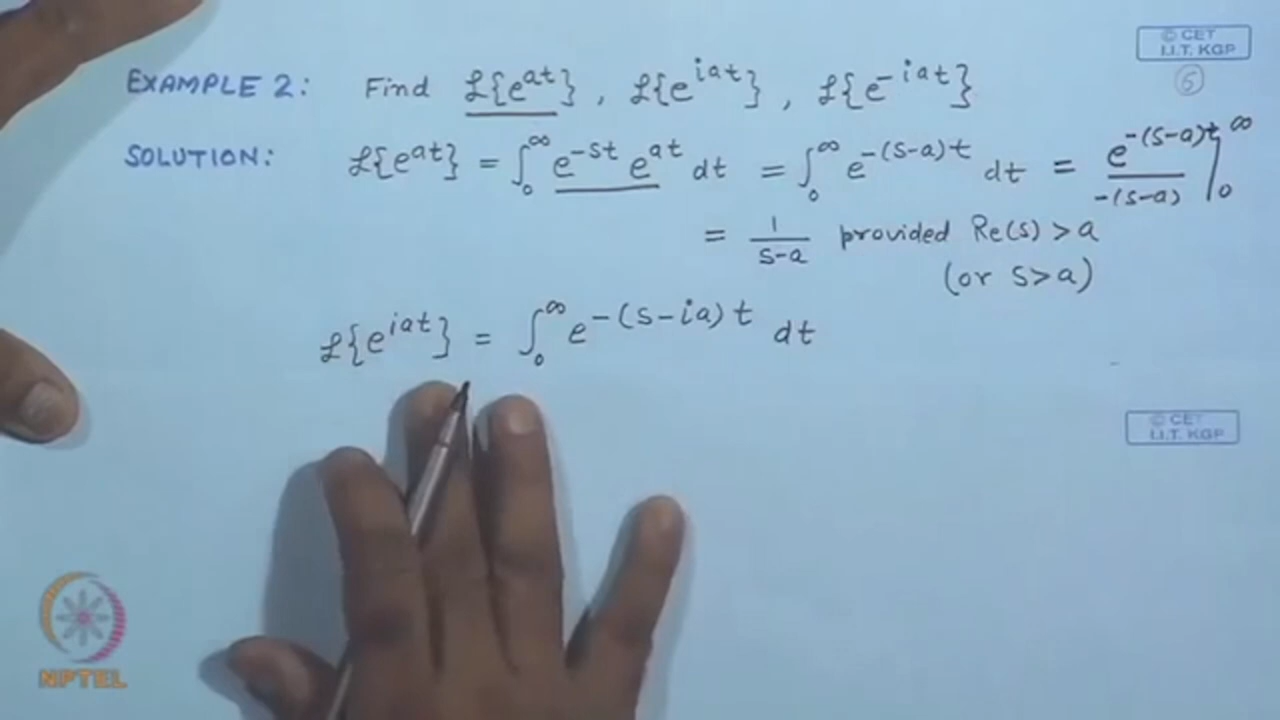 © CET
I.I.T. KGP
EXAMPLE 2: Find ℒ{e^{at}}, ℒ{e^{iat}}, ℒ{e^{-iat}}
6
SOLUTION: ℒ{e^{at}} = ∫_0^∞ e^{-st} e^{at} dt = ∫_0^∞ e^{-(s-a)t} dt = e^{-(s-a)t}/-(s-a) |_0^∞
= 1/(s-a) provided Re(s) > a
(or s>a)
ℒ{e^{iat}} = ∫_0^∞ e^{-(s-ia)t} dt
© CET
I.I.T. KGP
NPTEL